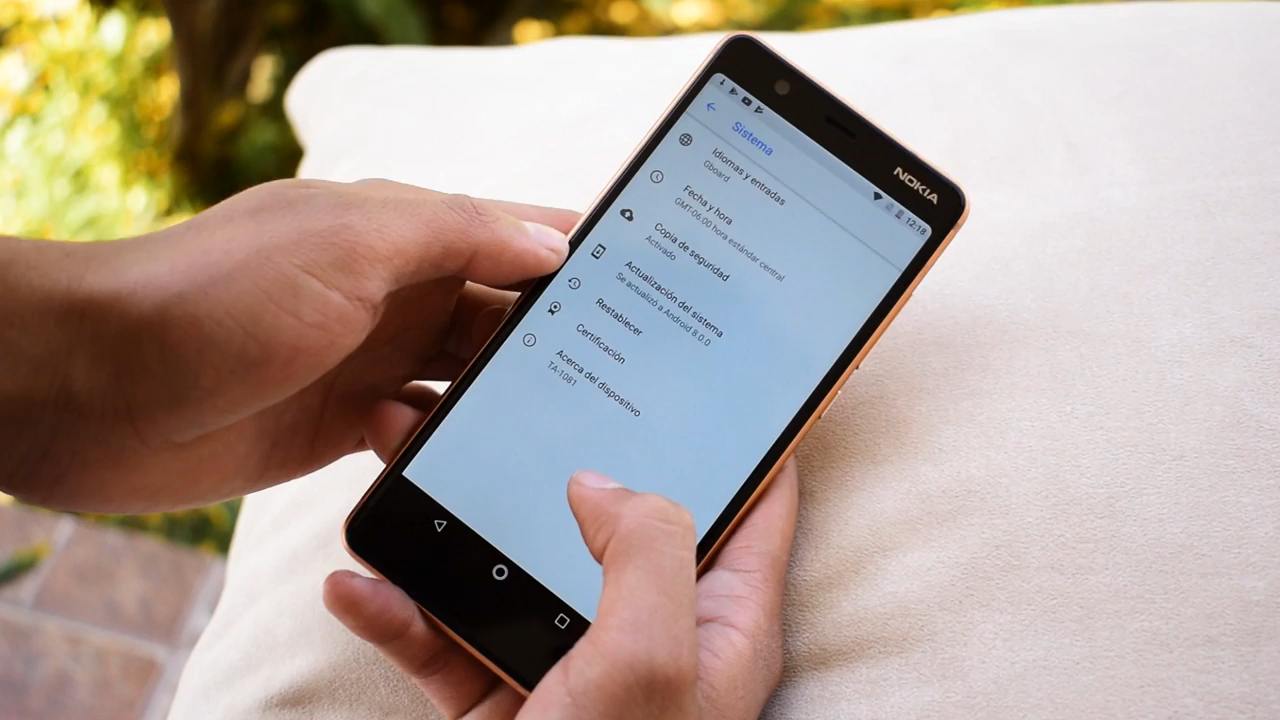 NOKIA
12:18
Sistema
Idiomas y entradas
Gboard
Fecha y hora
GMT-06:00 hora estándar central
Copia de seguridad
Activado
Actualización del sistema
Se actualizó a Android 8.0.0
Restablecer
Certificación
Acerca del dispositivo
TA-1081